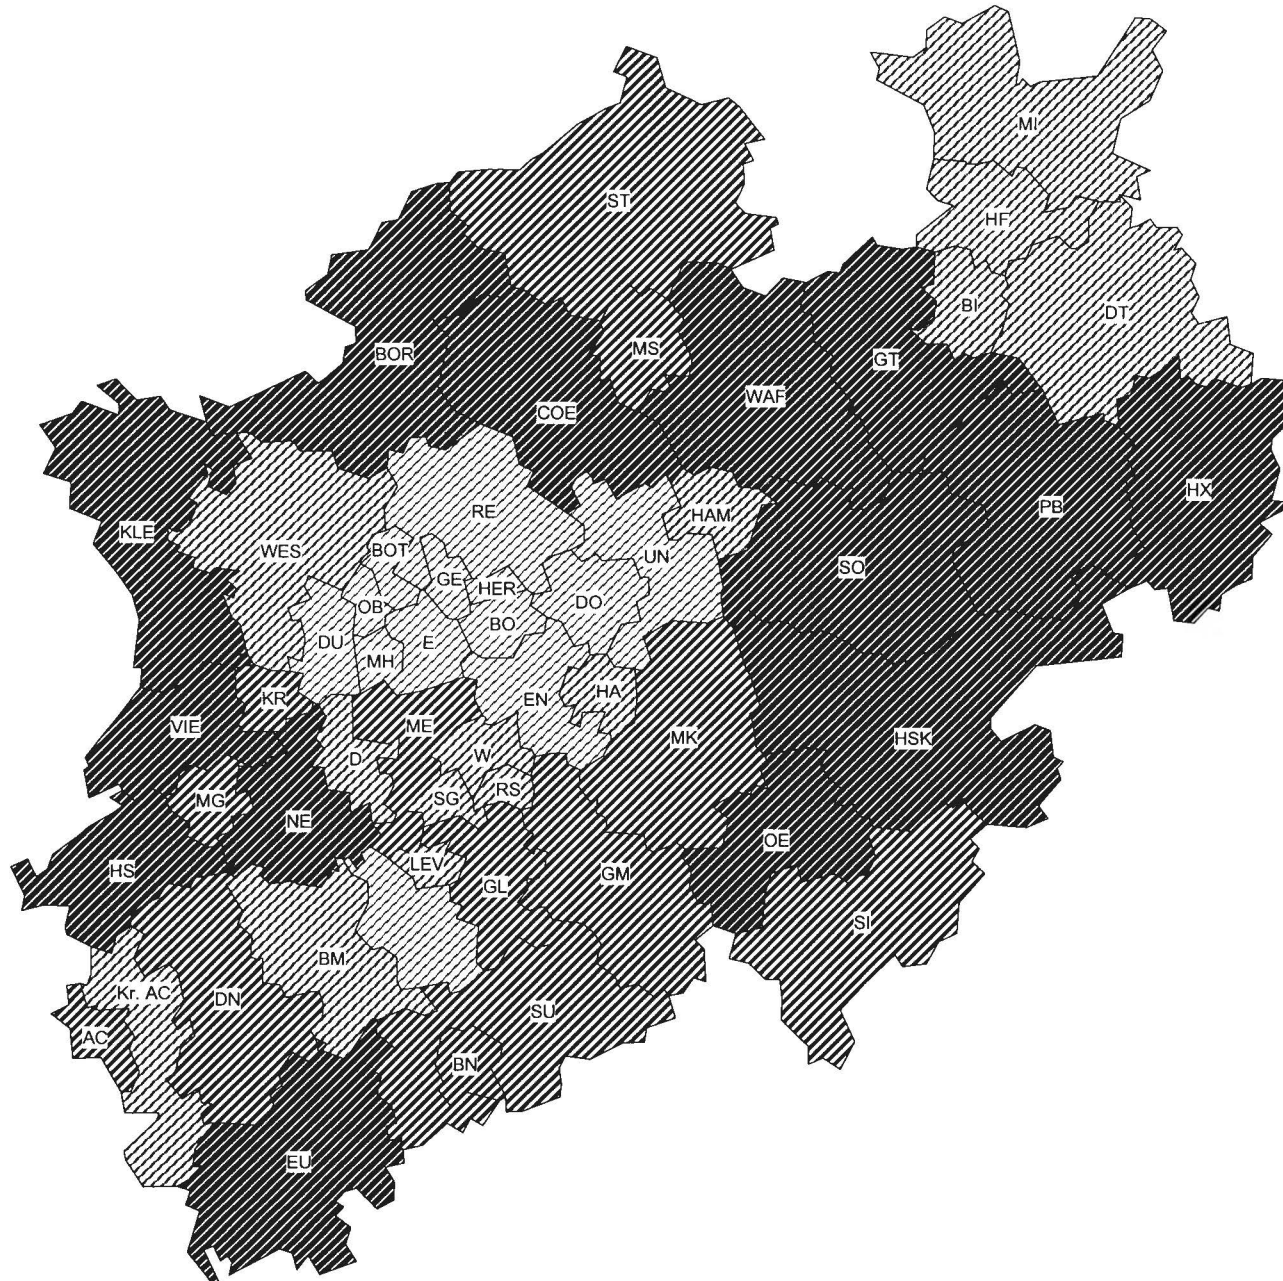 MI
ST
HF
BI
DT
MS
BOR
GT
WAF
COE
HX
RE
HAM
PB
KLE
BOT
WES
UN
SO
GE
HER
OB
DO
BO
DU
E
MH
KR
HA
EN
VIE
ME
MK
HSK
W
D
RS
MG
SG
NE
OE
LEV
HS
GM
GL
SI
BM
Kr. AC
DN
SU
AC
BN
EU